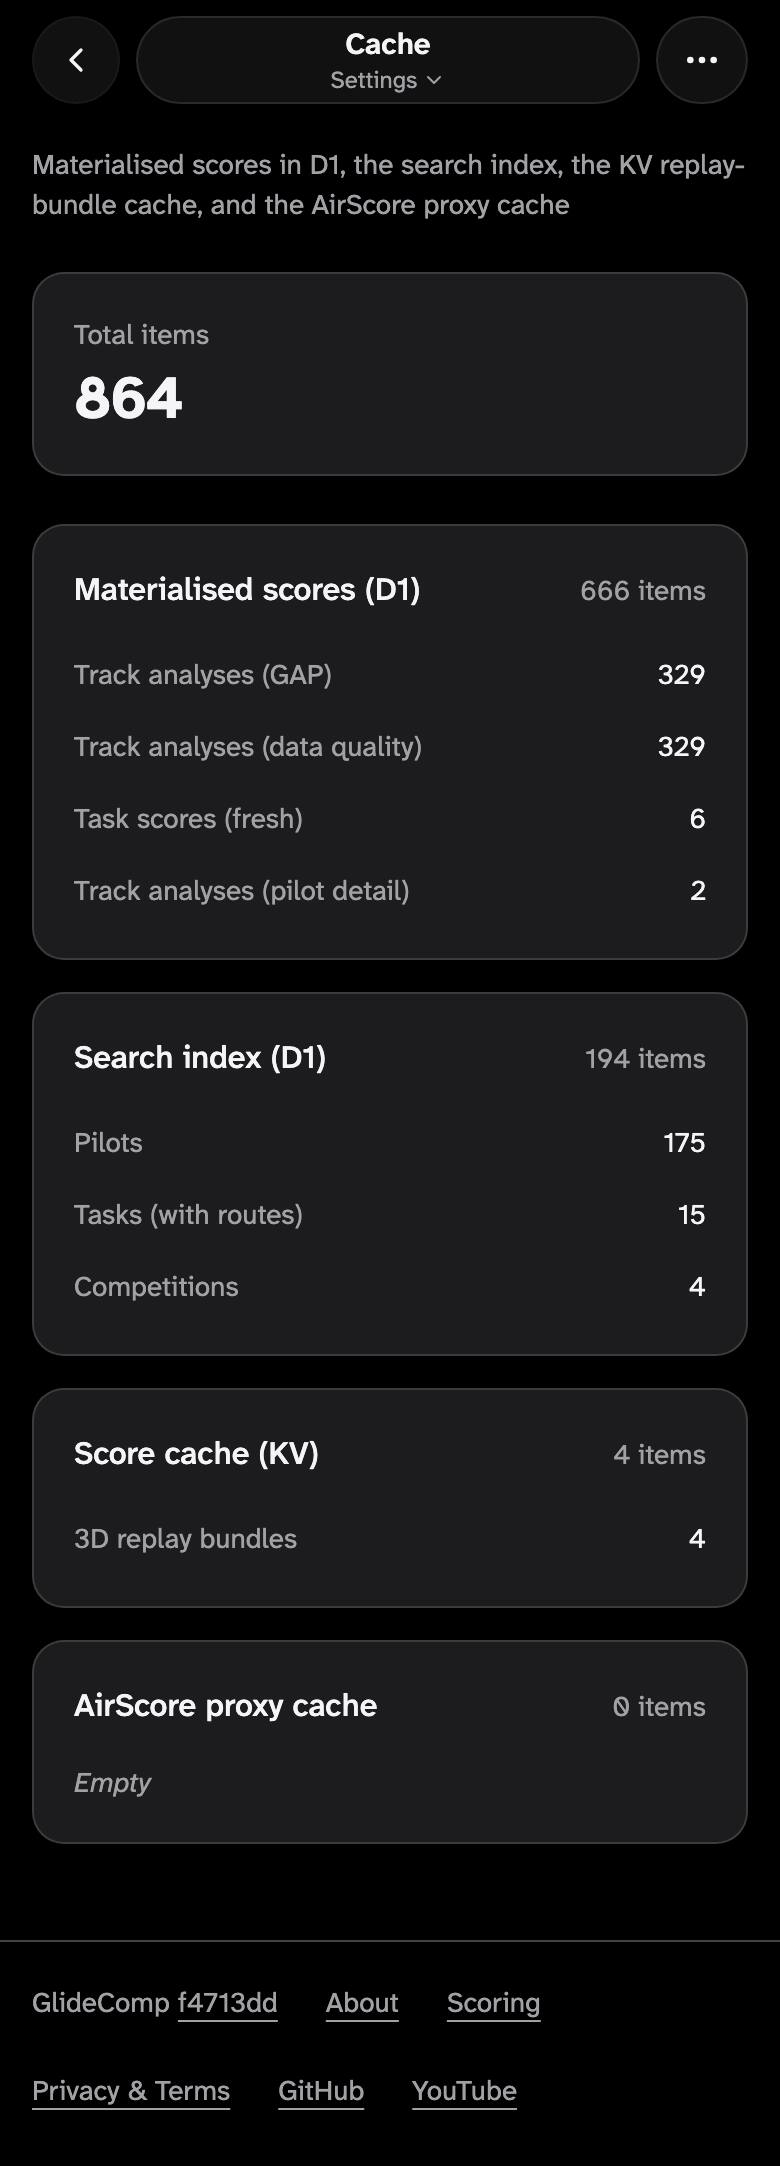 Cache
Settings
Materialised scores in D1, the search index, the KV replay-
bundle cache, and the AirScore proxy cache
Total items
864
Materialised scores (D1)
666 items
Track analyses (GAP)
329
Track analyses (data quality)
329
Task scores (fresh)
6
Track analyses (pilot detail)
2
Search index (D1)
194 items
Pilots
175
Tasks (with routes)
15
Competitions
4
Score cache (KV)
4 items
3D replay bundles
4
AirScore proxy cache
0 items
Empty
GlideComp f4713dd About Scoring
Privacy & Terms GitHub YouTube